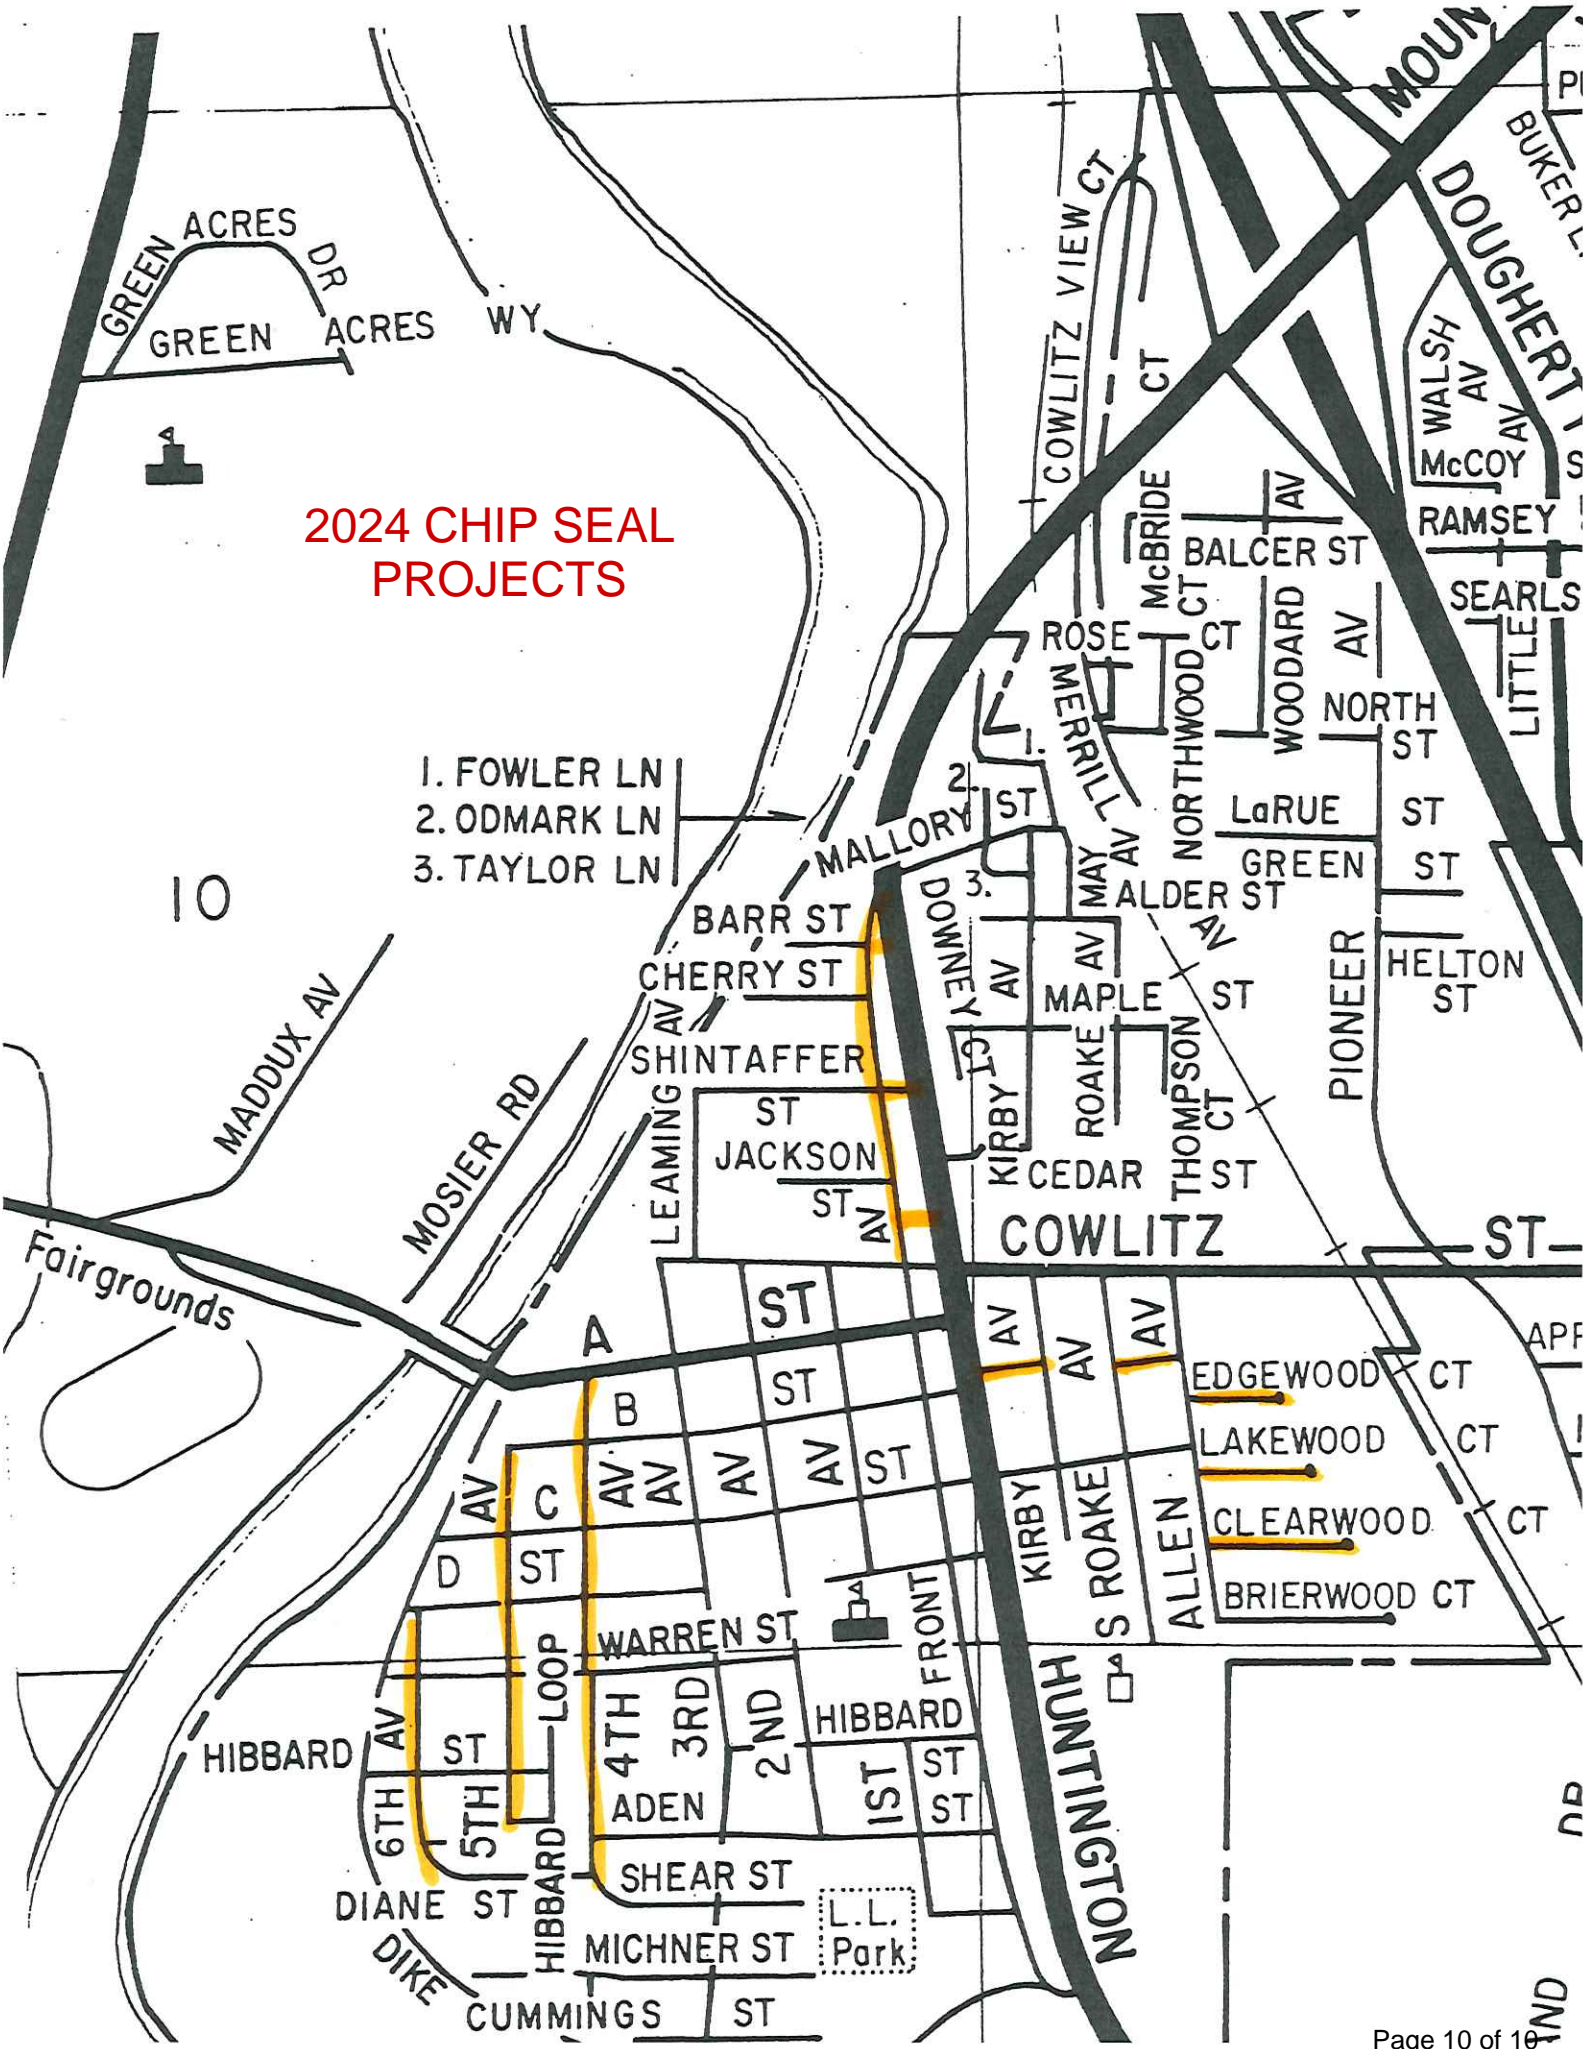 MOUN
BUKER L
DOUGHERTY
GREEN ACRES DR
GREEN ACRES
WY
COWLITZ VIEW CT
CT
WALSH AV
AV
McCOY
S
RAMSEY
2024 CHIP SEAL
PROJECTS
McBRIDE CT
AV
BALCER ST
SEARLS
LITTLE
ROSE CT
WOODARD
AV
MERRILL AV
NORTHWOOD
NORTH
ST
1. FOWLER LN
2. ODMARK LN
3. TAYLOR LN
1.
2.
3.
MALLORY ST
LaRUE ST
GREEN ST
10
MAY
ALDER ST
AV
BARR ST
CHERRY ST
DOWNEY CT
AV
AV
MAPLE ST
PIONEER
HELTON
ST
MADDUX AV
MOSIER RD
LEAMING AV
SHINTAFFER
ST
JACKSON
ST
AV
KIRBY
ROAKE
THOMPSON CT
CEDAR ST
COWLITZ ST
Fairgrounds
A ST
AV
AV
AV
APP
B ST
EDGEWOOD CT
LAKEWOOD CT
CLEARWOOD CT
BRIERWOOD CT
AV
C ST
AV
AV
AV
AV
D ST
KIRBY
S ROAKE
ALLEN
FRONT
WARREN ST
LOOP
4TH
3RD
2ND
1ST
HIBBARD
ST
HIBBARD ST
AV
6TH
5TH
ADEN ST
HUNTINGTON
DR
HIBBARD
SHEAR ST
DIANE ST
L.L.
Park
DIKE
MICHNER ST
CUMMINGS ST
AND
Page 10 of 10